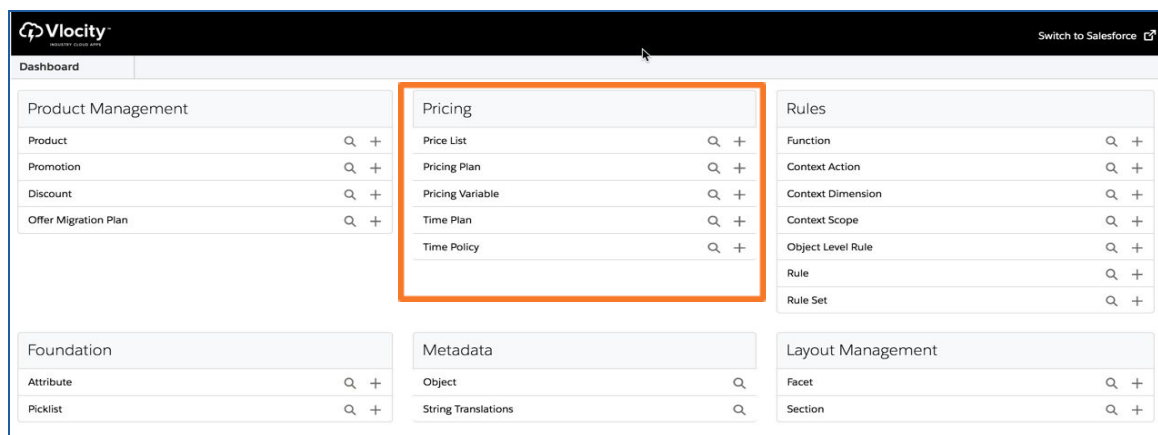 Vlocity
INDUSTRY CLOUD APPS
Switch to Salesforce
Dashboard
Product Management
Product
Promotion
Discount
Offer Migration Plan
Pricing
Price List
Pricing Plan
Pricing Variable
Time Plan
Time Policy
Rules
Function
Context Action
Context Dimension
Context Scope
Object Level Rule
Rule
Rule Set
Foundation
Attribute
Picklist
Metadata
Object
String Translations
Layout Management
Facet
Section